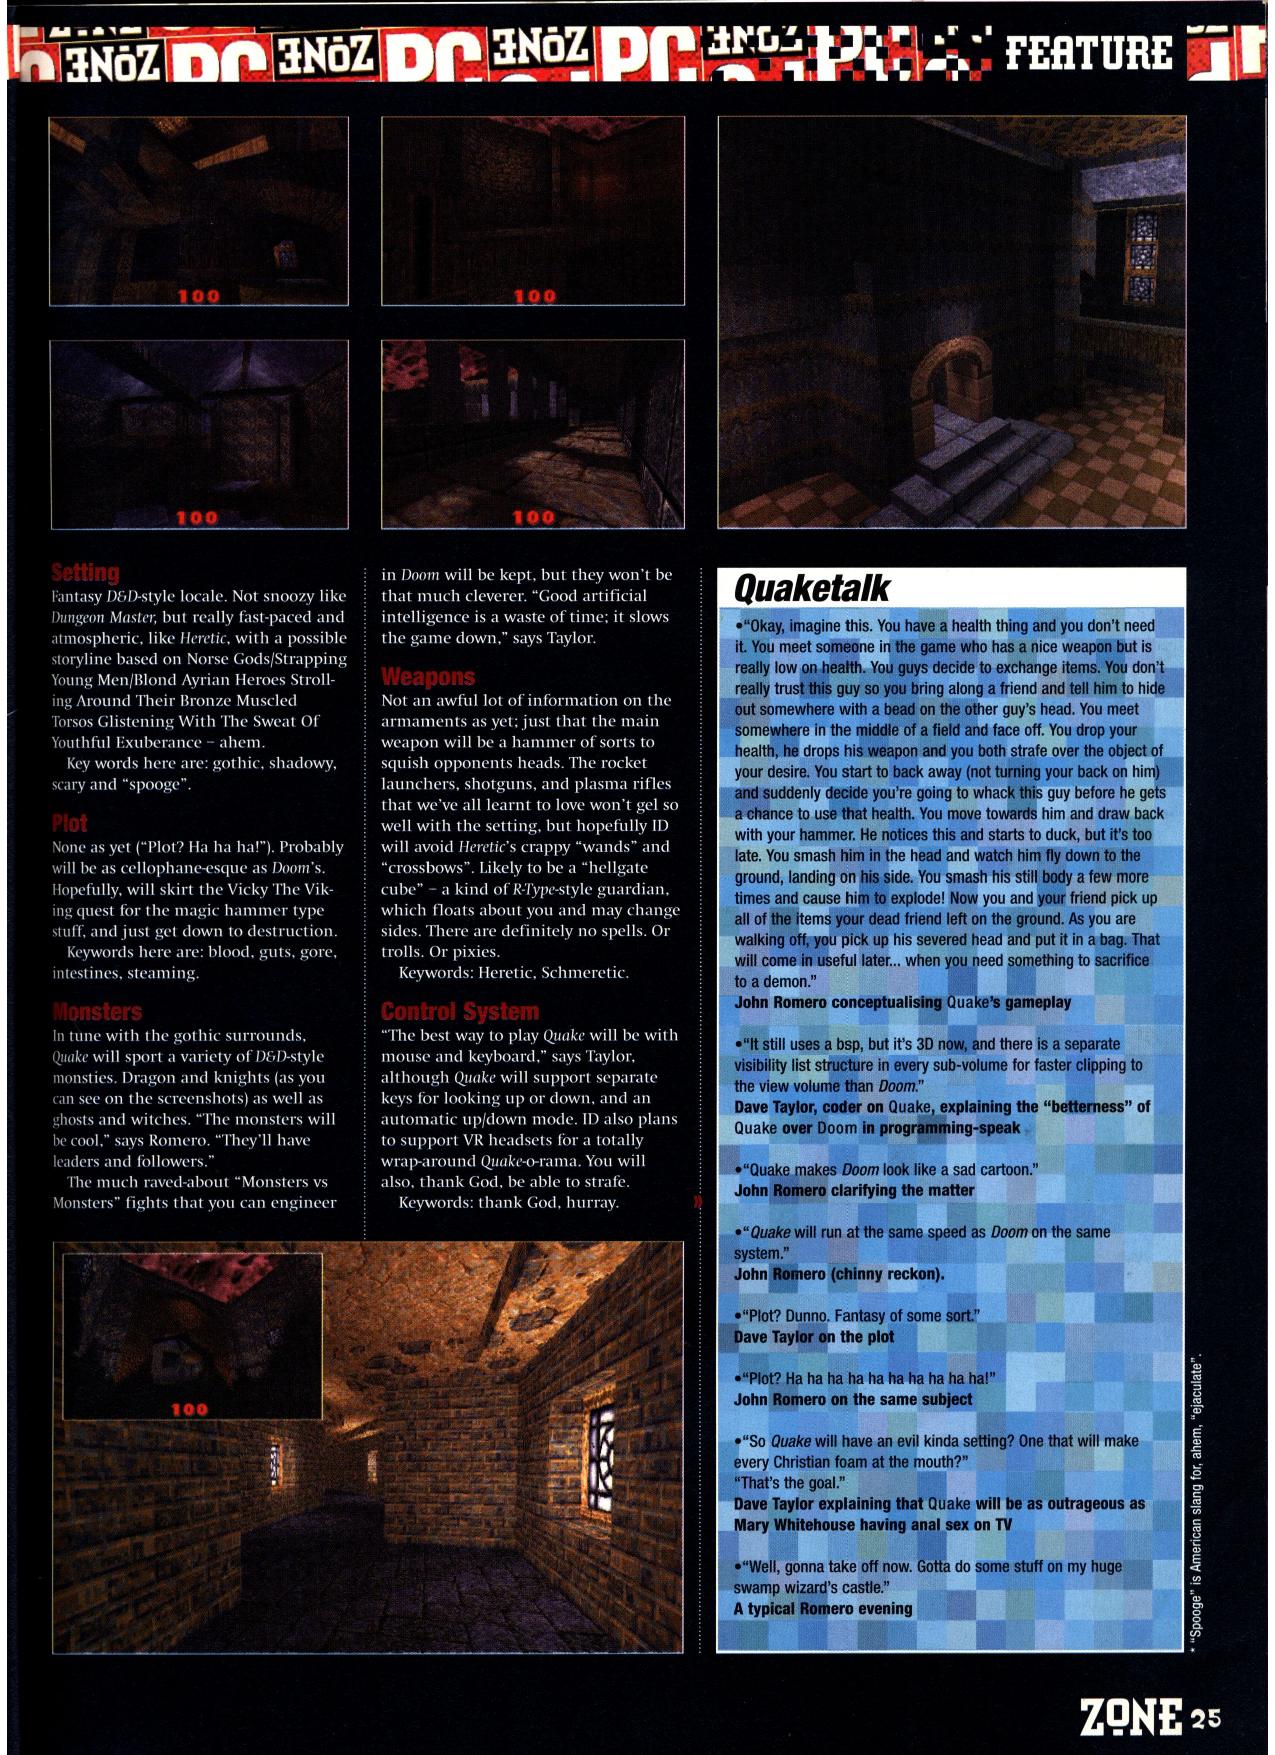 ZONE PC ZONE PC ZONE PC ZONE PC FEATURE
100
100
100
100
Setting
Fantasy D&D-style locale. Not snoozy like
Dungeon Master, but really fast-paced and
atmospheric, like Heretic, with a possible
storyline based on Norse Gods/Strapping
Young Men/Blond Ayrian Heroes Stroll-
ing Around Their Bronze Muscled
Torsos Glistening With The Sweat Of
Youthful Exuberance – ahem.
Key words here are: gothic, shadowy,
scary and “spooge”.
Plot
None as yet (“Plot? Ha ha ha!”). Probably
will be as cellophane-esque as Doom’s.
Hopefully, will skirt the Vicky The Vik-
ing quest for the magic hammer type
stuff, and just get down to destruction.
Keywords here are: blood, guts, gore,
intestines, steaming.
Monsters
In tune with the gothic surrounds,
Quake will sport a variety of D&D-style
monsties. Dragon and knights (as you
can see on the screenshots) as well as
ghosts and witches. “The monsters will
be cool,” says Romero. “They’ll have
leaders and followers.”
The much raved-about “Monsters vs
Monsters” fights that you can engineer
in Doom will be kept, but they won’t be
that much cleverer. “Good artificial
intelligence is a waste of time; it slows
the game down,” says Taylor.
Weapons
Not an awful lot of information on the
armaments as yet; just that the main
weapon will be a hammer of sorts to
squish opponents heads. The rocket
launchers, shotguns, and plasma rifles
that we’ve all learnt to love won’t gel so
well with the setting, but hopefully ID
will avoid Heretic’s crappy “wands” and
“crossbows”. Likely to be a “hellgate
cube” – a kind of R-Type-style guardian,
which floats about you and may change
sides. There are definitely no spells. Or
trolls. Or pixies.
Keywords: Heretic, Schmeretic.
Control System
“The best way to play Quake will be with
mouse and keyboard,” says Taylor,
although Quake will support separate
keys for looking up or down, and an
automatic up/down mode. ID also plans
to support VR headsets for a totally
wrap-around Quake-o-rama. You will
also, thank God, be able to strafe.
Keywords: thank God, hurray.
»
100
Quaketalk
•“Okay, imagine this. You have a health thing and you don’t need
it. You meet someone in the game who has a nice weapon but is
really low on health. You guys decide to exchange items. You don’t
really trust this guy so you bring along a friend and tell him to hide
out somewhere with a bead on the other guy’s head. You meet
somewhere in the middle of a field and face off. You drop your
health, he drops his weapon and you both strafe over the object of
your desire. You start to back away (not turning your back on him)
and suddenly decide you’re going to whack this guy before he gets
a chance to use that health. You move towards him and draw back
with your hammer. He notices this and starts to duck, but it’s too
late. You smash him in the head and watch him fly down to the
ground, landing on his side. You smash his still body a few more
times and cause him to explode! Now you and your friend pick up
all of the items your dead friend left on the ground. As you are
walking off, you pick up his severed head and put it in a bag. That
will come in useful later... when you need something to sacrifice
to a demon.”
John Romero conceptualising Quake’s gameplay
•“It still uses a bsp, but it’s 3D now, and there is a separate
visibility list structure in every sub-volume for faster clipping to
the view volume than Doom.”
Dave Taylor, coder on Quake, explaining the “betterness” of
Quake over Doom in programming-speak
•“Quake makes Doom look like a sad cartoon.”
John Romero clarifying the matter
•“Quake will run at the same speed as Doom on the same
system.”
John Romero (chinny reckon).
•“Plot? Dunno. Fantasy of some sort.”
Dave Taylor on the plot
•“Plot? Ha ha ha ha ha ha ha ha ha ha!”
John Romero on the same subject
•“So Quake will have an evil kinda setting? One that will make
every Christian foam at the mouth?”
“That’s the goal.”
Dave Taylor explaining that Quake will be as outrageous as
Mary Whitehouse having anal sex on TV
•“Well, gonna take off now. Gotta do some stuff on my huge
swamp wizard’s castle.”
A typical Romero evening
* “Spooge” is American slang for, ahem, “ejaculate”.
ZONE 25